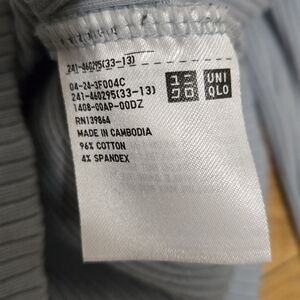 241-460295(33-13)
04-24-3F004C
241-460295(33-13)
1408-00AP-00DZ
RN139864
MADE IN CAMBODIA
96% COTTON
4% SPANDEX
ユニ
クロ
UNI
QLO